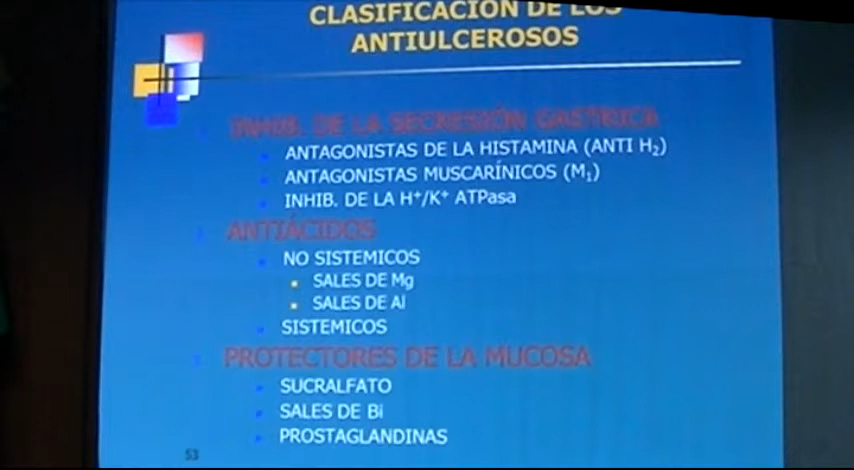 CLASIFICACIÓN DE LOS
ANTIULCEROSOS
INHIB. DE LA SECRESIÓN GASTRICA
ANTAGONISTAS DE LA HISTAMINA (ANTI H₂)
ANTAGONISTAS MUSCARÍNICOS (M₁)
INHIB. DE LA H⁺/K⁺ ATPasa
ANTIÁCIDOS
NO SISTEMICOS
SALES DE Mg
SALES DE Al
SISTEMICOS
PROTECTORES DE LA MUCOSA
SUCRALFATO
SALES DE Bi
PROSTAGLANDINAS
53